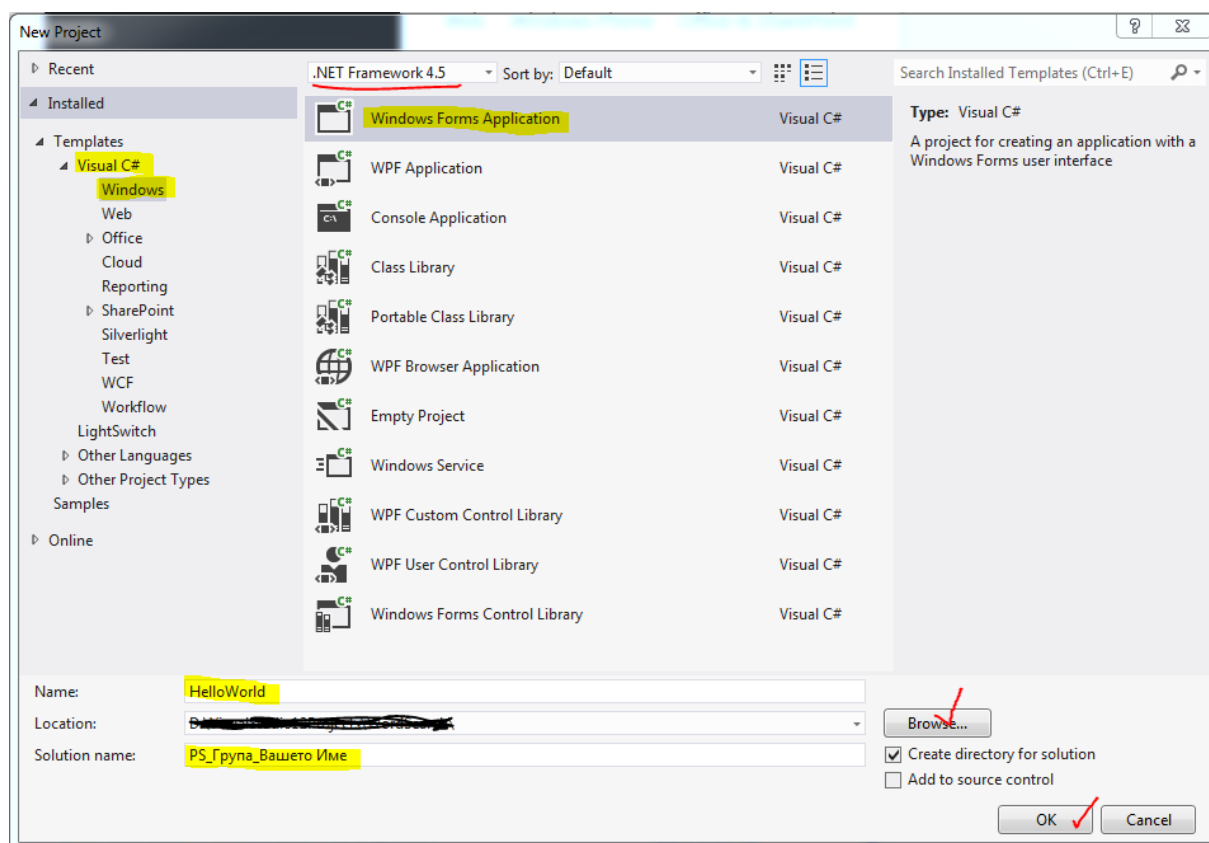 New Project
Recent
.NET Framework 4.5
Sort by: Default
Search Installed Templates (Ctrl+E)
Installed
Templates
Visual C#
Windows
Web
Office
Cloud
Reporting
SharePoint
Silverlight
Test
WCF
Workflow
LightSwitch
Other Languages
Other Project Types
Samples
Online
Windows Forms Application Visual C#
WPF Application Visual C#
Console Application Visual C#
Class Library Visual C#
Portable Class Library Visual C#
WPF Browser Application Visual C#
Empty Project Visual C#
Windows Service Visual C#
WPF Custom Control Library Visual C#
WPF User Control Library Visual C#
Windows Forms Control Library Visual C#
Type: Visual C#
A project for creating an application with a
Windows Forms user interface
Name: HelloWorld
Location:
Browse...
Solution name: PS_Група_Вашето Име
Create directory for solution
Add to source control
OK Cancel